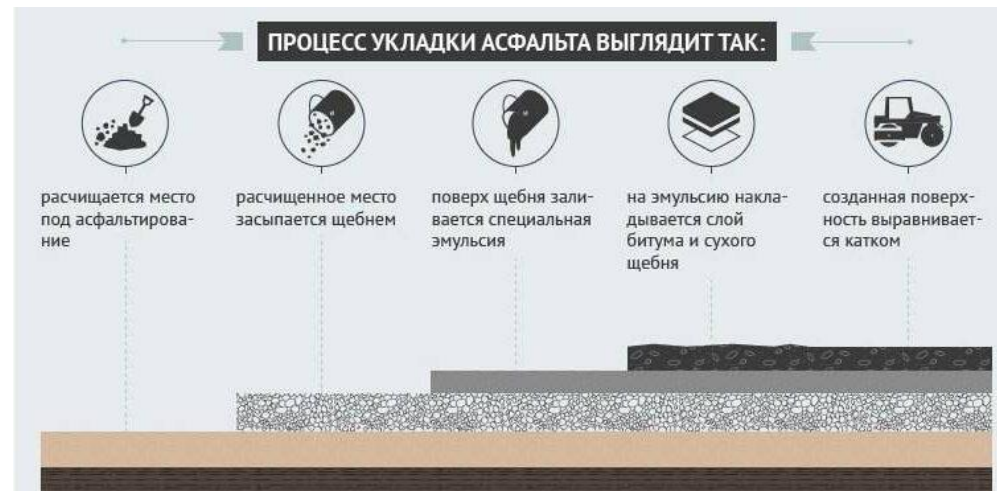 ПРОЦЕСС УКЛАДКИ АСФАЛЬТА ВЫГЛЯДИТ ТАК:
расчищается место
под асфальтирова-
ние
расчищенное место
засыпается щебнем
поверх щебня зали-
вается специальная
эмульсия
на эмульсию накла-
дывается слой
битума и сухого
щебня
созданная поверх-
ность выравнивает-
ся катком